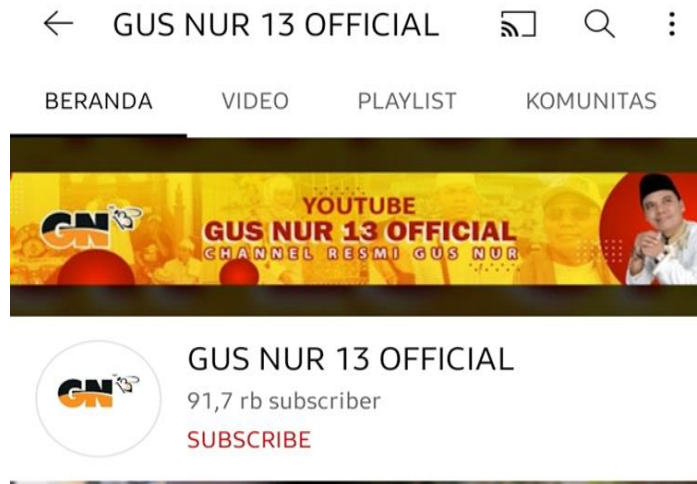 GUS NUR 13 OFFICIAL
BERANDA VIDEO PLAYLIST KOMUNITAS
GN
YOUTUBE
GUS NUR 13 OFFICIAL
CHANNEL RESMI GUS NUR
GN
GUS NUR 13 OFFICIAL
91,7 rb subscriber
SUBSCRIBE